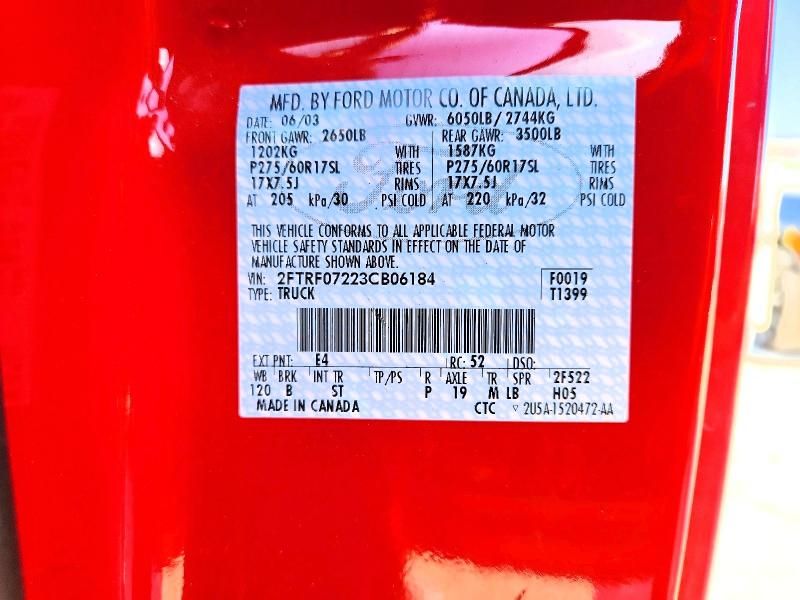 MFD. BY FORD MOTOR CO. OF CANADA, LTD.
DATE: 06/03 GVWR: 6050LB/2744KG
FRONT GAWR: 2650LB REAR GAWR: 3500LB
1202KG WITH 1587KG WITH
P275/60R17SL TIRES P275/60R17SL TIRES
17X7.5J RIMS 17X7.5J RIMS
AT 205 kPa/30 PSI COLD AT 220 kPa/32 PSI COLD
Ford
THIS VEHICLE CONFORMS TO ALL APPLICABLE FEDERAL MOTOR
VEHICLE SAFETY STANDARDS IN EFFECT ON THE DATE OF
MANUFACTURE SHOWN ABOVE.
VIN: 2FTRF07223CB06184 F0019
TYPE: TRUCK T1399
EXT PNT: E4 RC: 52 DSO:
WB BRK INT TR TP/PS R AXLE TR SPR 2F522
120 B ST P 19 M LB H05
MADE IN CANADA CTC ▽ 2U5A-1520472-AA